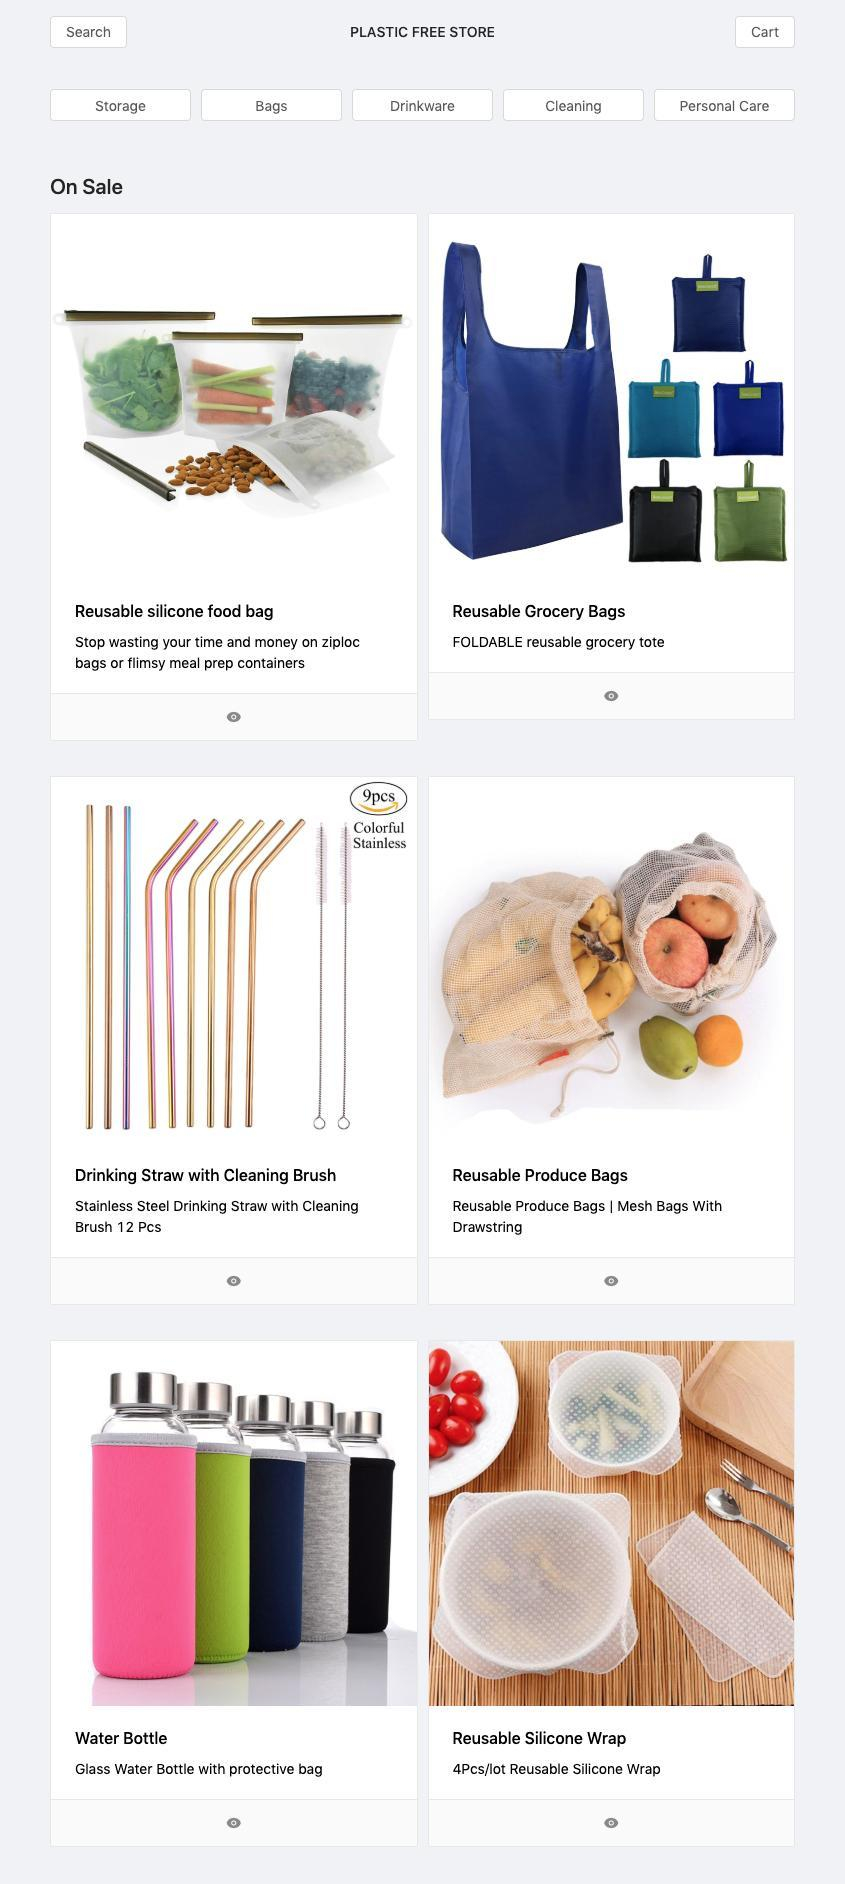 Search
PLASTIC FREE STORE
Cart
Storage
Bags
Drinkware
Cleaning
Personal Care
On Sale
Reusable silicone food bag
Stop wasting your time and money on ziploc
bags or flimsy meal prep containers
Reusable Grocery Bags
FOLDABLE reusable grocery tote
9pcs
Colorful
Stainless
Drinking Straw with Cleaning Brush
Stainless Steel Drinking Straw with Cleaning
Brush 12 Pcs
Reusable Produce Bags
Reusable Produce Bags | Mesh Bags With
Drawstring
Water Bottle
Glass Water Bottle with protective bag
Reusable Silicone Wrap
4Pcs/lot Reusable Silicone Wrap